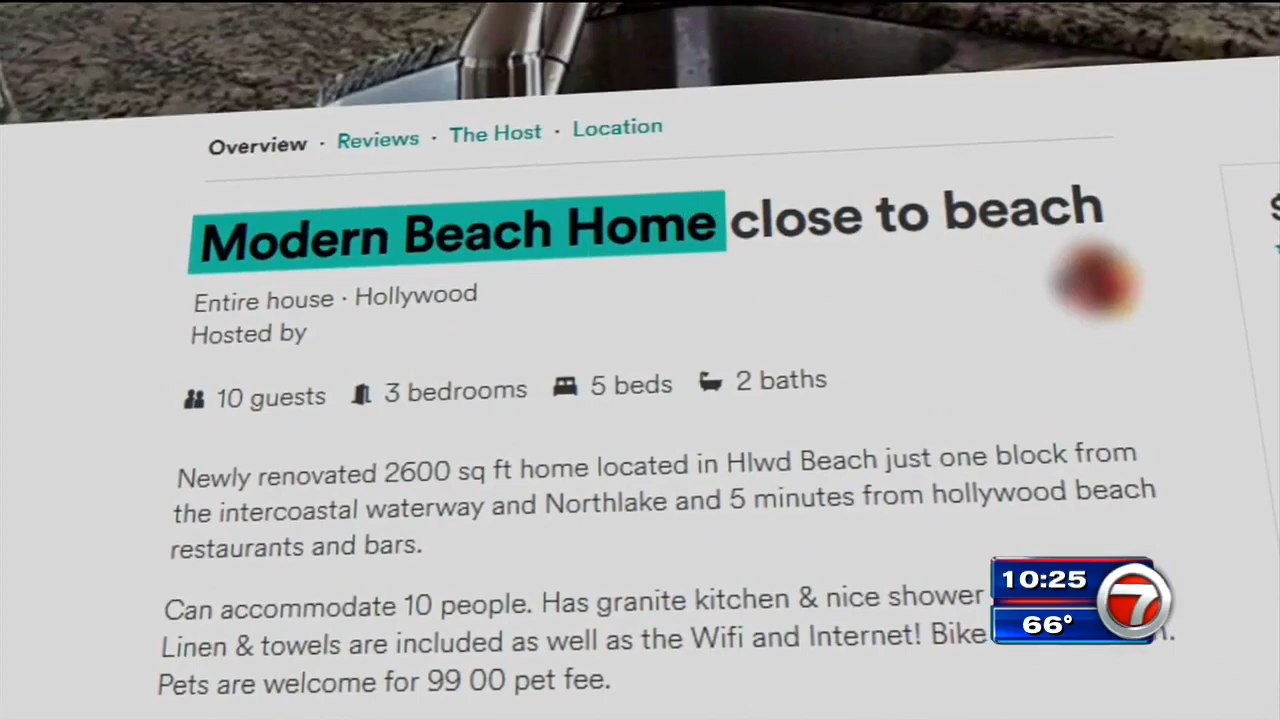 Overview · Reviews · The Host · Location
Modern Beach Home close to beach
Entire house · Hollywood
Hosted by
10 guests 3 bedrooms 5 beds 2 baths
Newly renovated 2600 sq ft home located in Hlwd Beach just one block from
the intercoastal waterway and Northlake and 5 minutes from hollywood beach
restaurants and bars.
Can accommodate 10 people. Has granite kitchen & nice shower
Linen & towels are included as well as the Wifi and Internet! Bike
Pets are welcome for 99 00 pet fee.
10:25
66°
7